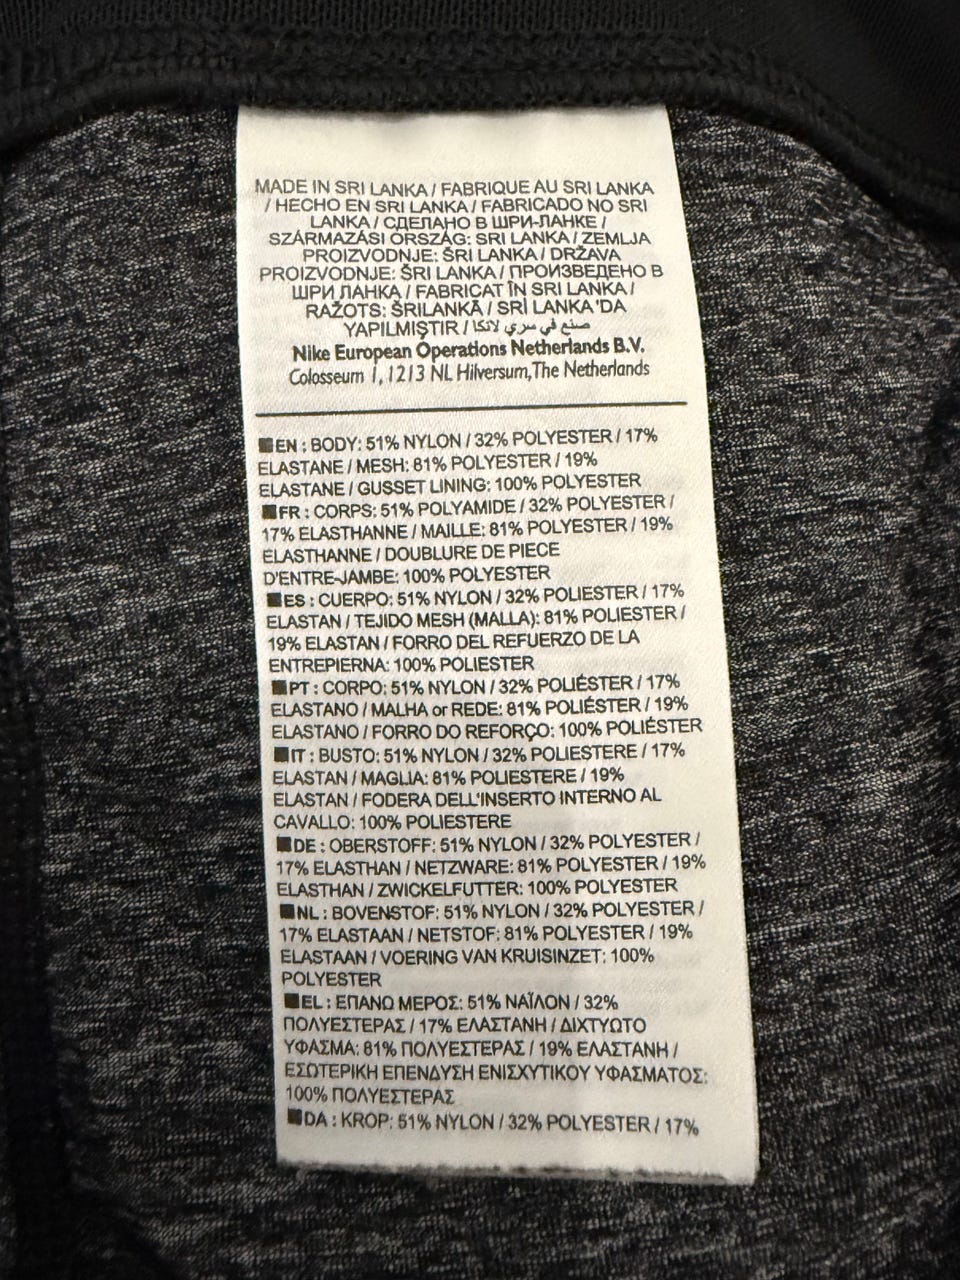 MADE IN SRI LANKA / FABRIQUE AU SRI LANKA
/ HECHO EN SRI LANKA / FABRICADO NO SRI
LANKA / СДЕЛАНО В ШРИ-ЛАНКЕ /
SZÁRMAZÁSI ORSZÁG: SRI LANKA / ZEMLJA
PROIZVODNJE: ŠRI LANKA / DRŽAVA
PROIZVODNJE: ŠRI LANKA / ПРОИЗВЕДЕНО В
ШРИ ЛАНКА / FABRICAT ÎN SRI LANKA /
RAŽOTS: ŠRILANKĀ / SRİ LANKA 'DA
YAPILMIŞTIR / صنع في سري لانكا
Nike European Operations Netherlands B.V.
Colosseum 1, 1213 NL Hilversum, The Netherlands
■EN : BODY: 51% NYLON / 32% POLYESTER / 17%
ELASTANE / MESH: 81% POLYESTER / 19%
ELASTANE / GUSSET LINING: 100% POLYESTER
■FR : CORPS: 51% POLYAMIDE / 32% POLYESTER /
17% ELASTHANNE / MAILLE: 81% POLYESTER / 19%
ELASTHANNE / DOUBLURE DE PIECE
D'ENTRE-JAMBE: 100% POLYESTER
■ES : CUERPO: 51% NYLON / 32% POLIESTER / 17%
ELASTAN / TEJIDO MESH (MALLA): 81% POLIESTER /
19% ELASTAN / FORRO DEL REFUERZO DE LA
ENTREPIERNA: 100% POLIESTER
■PT : CORPO: 51% NYLON / 32% POLIÉSTER / 17%
ELASTANO / MALHA or REDE: 81% POLIÉSTER / 19%
ELASTANO / FORRO DO REFORÇO: 100% POLIÉSTER
■IT : BUSTO: 51% NYLON / 32% POLIESTERE / 17%
ELASTAN / MAGLIA: 81% POLIESTERE / 19%
ELASTAN / FODERA DELL'INSERTO INTERNO AL
CAVALLO: 100% POLIESTERE
■DE : OBERSTOFF: 51% NYLON / 32% POLYESTER /
17% ELASTHAN / NETZWARE: 81% POLYESTER / 19%
ELASTHAN / ZWICKELFUTTER: 100% POLYESTER
■NL : BOVENSTOF: 51% NYLON / 32% POLYESTER /
17% ELASTAAN / NETSTOF: 81% POLYESTER / 19%
ELASTAAN / VOERING VAN KRUISINZET: 100%
POLYESTER
■EL : ΕΠΑΝΩ ΜΕΡΟΣ: 51% ΝΑΪΛΟΝ / 32%
ΠΟΛΥΕΣΤΕΡΑΣ / 17% ΕΛΑΣΤΑΝΗ / ΔΙΧΤΥΩΤΟ
ΥΦΑΣΜΑ: 81% ΠΟΛΥΕΣΤΕΡΑΣ / 19% ΕΛΑΣΤΑΝΗ /
ΕΣΩΤΕΡΙΚΗ ΕΠΕΝΔΥΣΗ ΕΝΙΣΧΥΤΙΚΟΥ ΥΦΑΣΜΑΤΟΣ:
100% ΠΟΛΥΕΣΤΕΡΑΣ
■DA : KROP: 51% NYLON / 32% POLYESTER / 17%